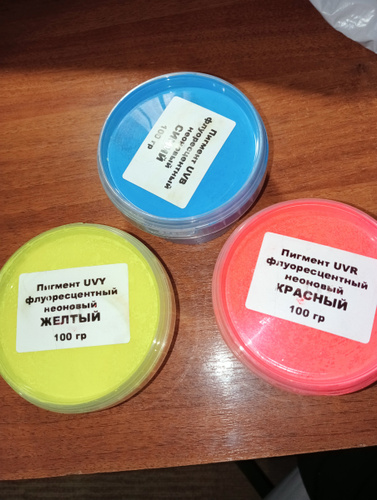 Пигмент UVB
флуоресцентный
неоновый
СИНИЙ
100 гр
Пигмент UVY
флуоресцентный
неоновый
ЖЕЛТЫЙ
100 гр
Пигмент UVR
флуоресцентный
неоновый
КРАСНЫЙ
100 гр